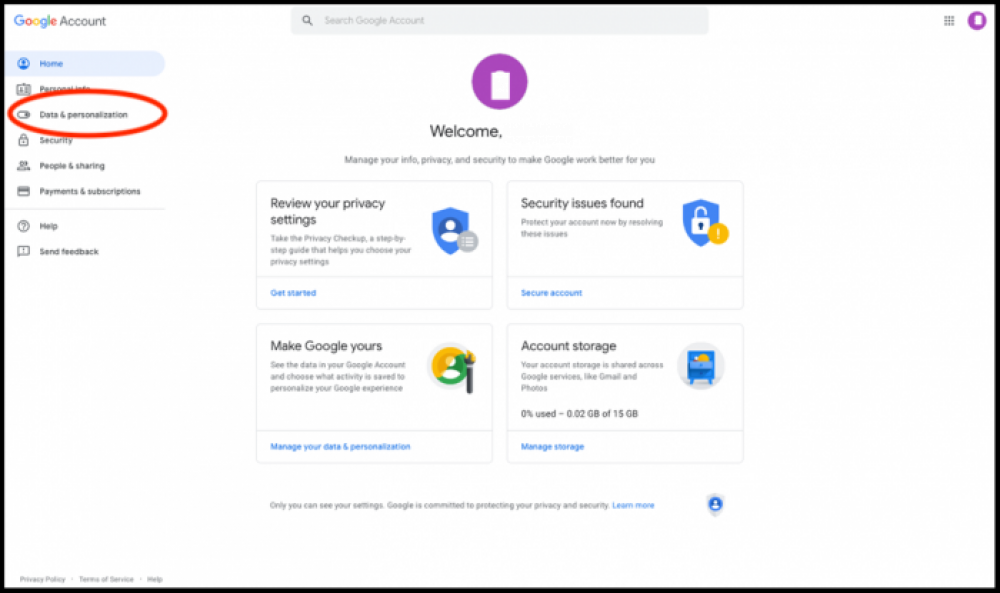 Google Account
Search Google Account
Home
Personal info
Data & personalization
Security
People & sharing
Payments & subscriptions
Help
Send feedback
Welcome,
Manage your info, privacy, and security to make Google work better for you
Review your privacy
settings
Take the Privacy Checkup, a step-by-
step guide that helps you choose your
privacy settings
Get started
Security issues found
Protect your account now by resolving
these issues
Secure account
Make Google yours
See the data in your Google Account
and choose what activity is saved to
personalize your Google experience
Manage your data & personalization
Account storage
Your account storage is shared across
Google services, like Gmail and
Photos
0% used – 0.02 GB of 15 GB
Manage storage
Only you can see your settings. Google is committed to protecting your privacy and security. Learn more
Privacy Policy · Terms of Service · Help